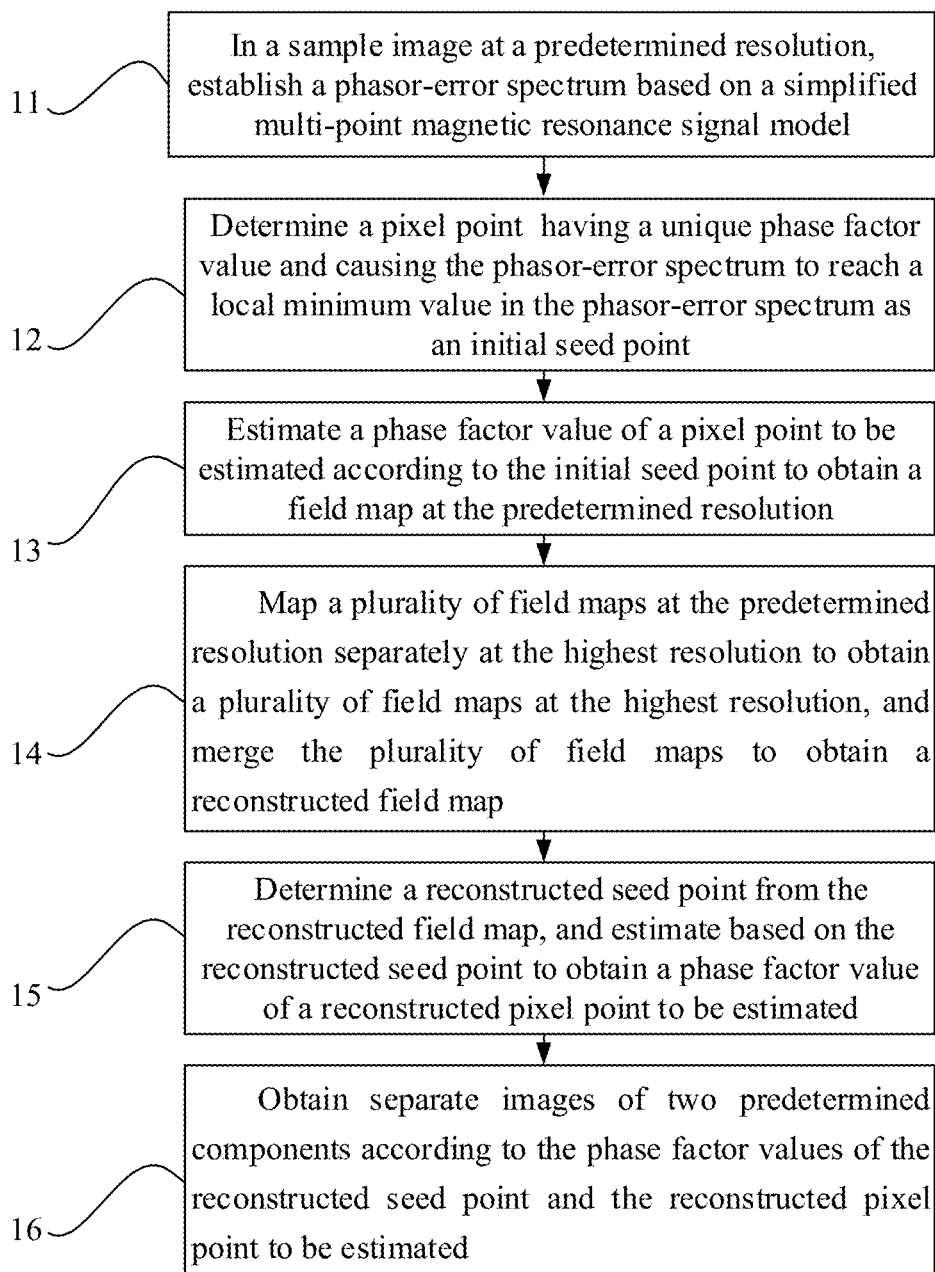 In a sample image at a predetermined resolution,
establish a phasor-error spectrum based on a simplified
multi-point magnetic resonance signal model
11
Determine a pixel point having a unique phase factor
value and causing the phasor-error spectrum to reach a
local minimum value in the phasor-error spectrum as
an initial seed point
12
Estimate a phase factor value of a pixel point to be
estimated according to the initial seed point to obtain a
field map at the predetermined resolution
13
Map a plurality of field maps at the predetermined
resolution separately at the highest resolution to obtain
a plurality of field maps at the highest resolution, and
merge the plurality of field maps to obtain a
reconstructed field map
14
Determine a reconstructed seed point from the
reconstructed field map, and estimate based on the
reconstructed seed point to obtain a phase factor value
of a reconstructed pixel point to be estimated
15
Obtain separate images of two predetermined
components according to the phase factor values of the
reconstructed seed point and the reconstructed pixel
point to be estimated
16